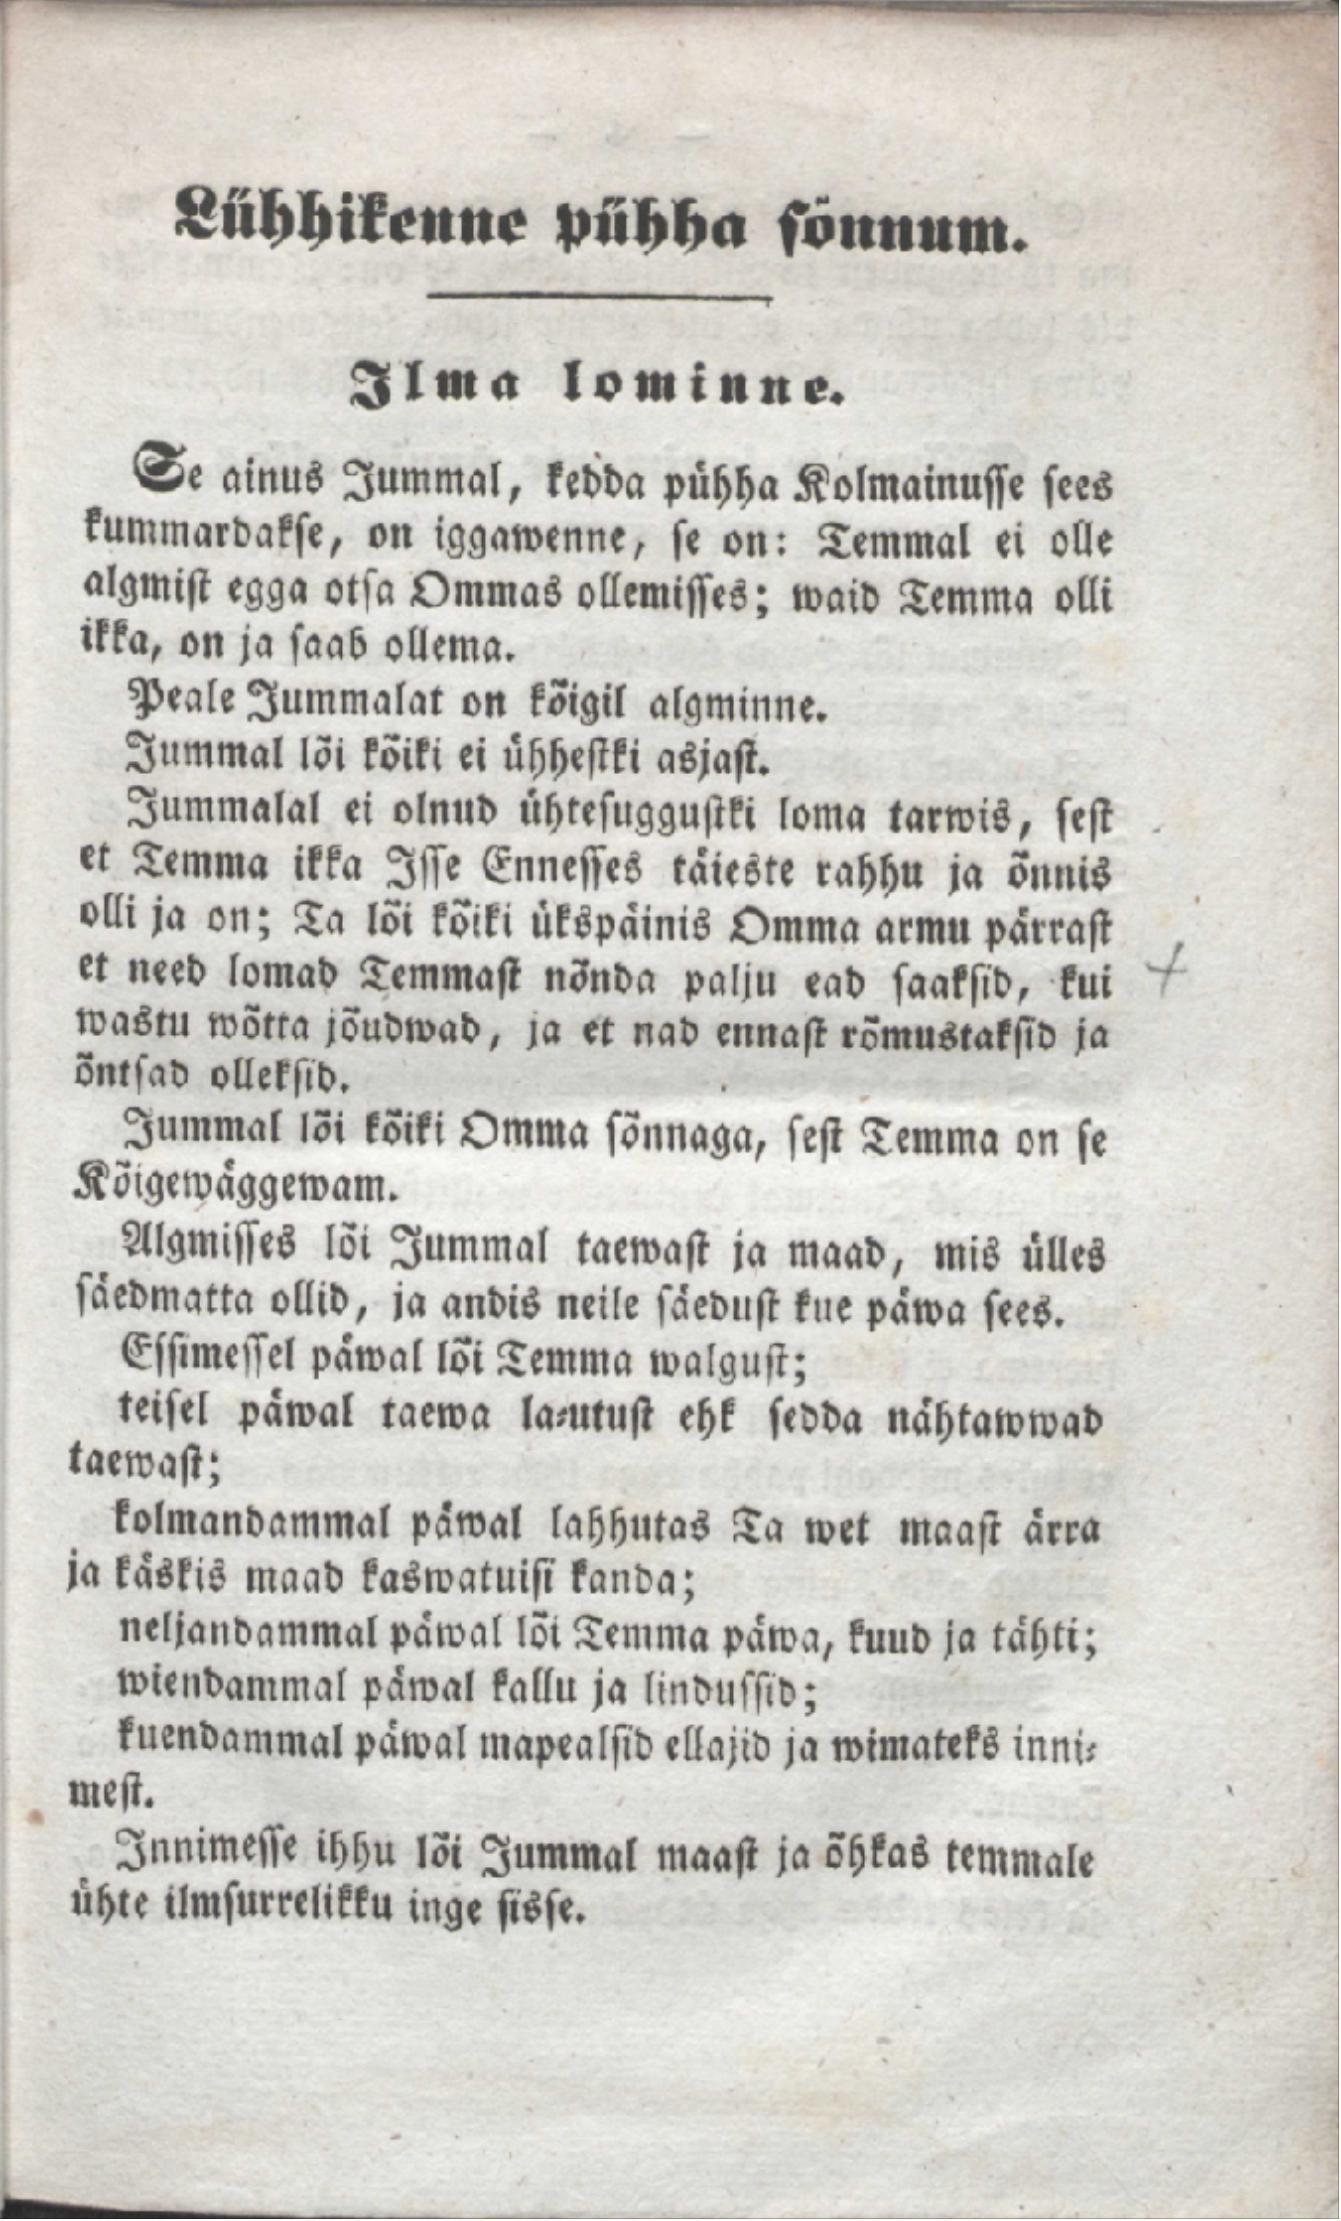 Lühhikenne pühha sõnnum.
Ilma lominne.
Se ainus Jummal, kedda pühha Kolmainusse sees
kummardakse, on iggawenne, se on: Temmal ei olle
algmist egga otsa Ommas ollemisses; waid Temma olli
ikka, on ja saab ollema.
Peale Jummalat on kõigil algminne.
Jummal lõi kõiki ei ühhestki asjast.
Jummalal ei olnud ühtesuggustki loma tarwis, sest
et Temma ikka Isse Ennesses täieste rahhu ja õnnis
olli ja on; Ta lõi kõiki ükspäinis Omma armu pärrast
et need lomad Temmast nõnda palju ead saaksid, kui
wastu wõtta jõudwad, ja et nad ennast rõmustaksid ja
õntsad olleksid.
Jummal lõi kõiki Omma sõnnaga, sest Temma on se
Kõigewäggewam.
Algmisses lõi Jummal taewast ja maad, mis ülles
säedmatta ollid, ja andis neile säedust kue päwa sees.
Essimessel päwal lõi Temma walgust;
teisel päwal taewa la-utust ehk sedda nähtawwad
taewast;
kolmandammal päwal lahhutas Ta wet maast ärra
ja käskis maad kaswatuisi kanda;
neljandammal päwal lõi Temma päwa, kuud ja tähti;
wiendammal päwal kallu ja lindussid;
kuendammal päwal mapealsid ellajid ja wimateks inni-
mest.
Innimesse ihhu lõi Jummal maast ja õhkas temmale
ühte ilmsurrelikku inge sisse.